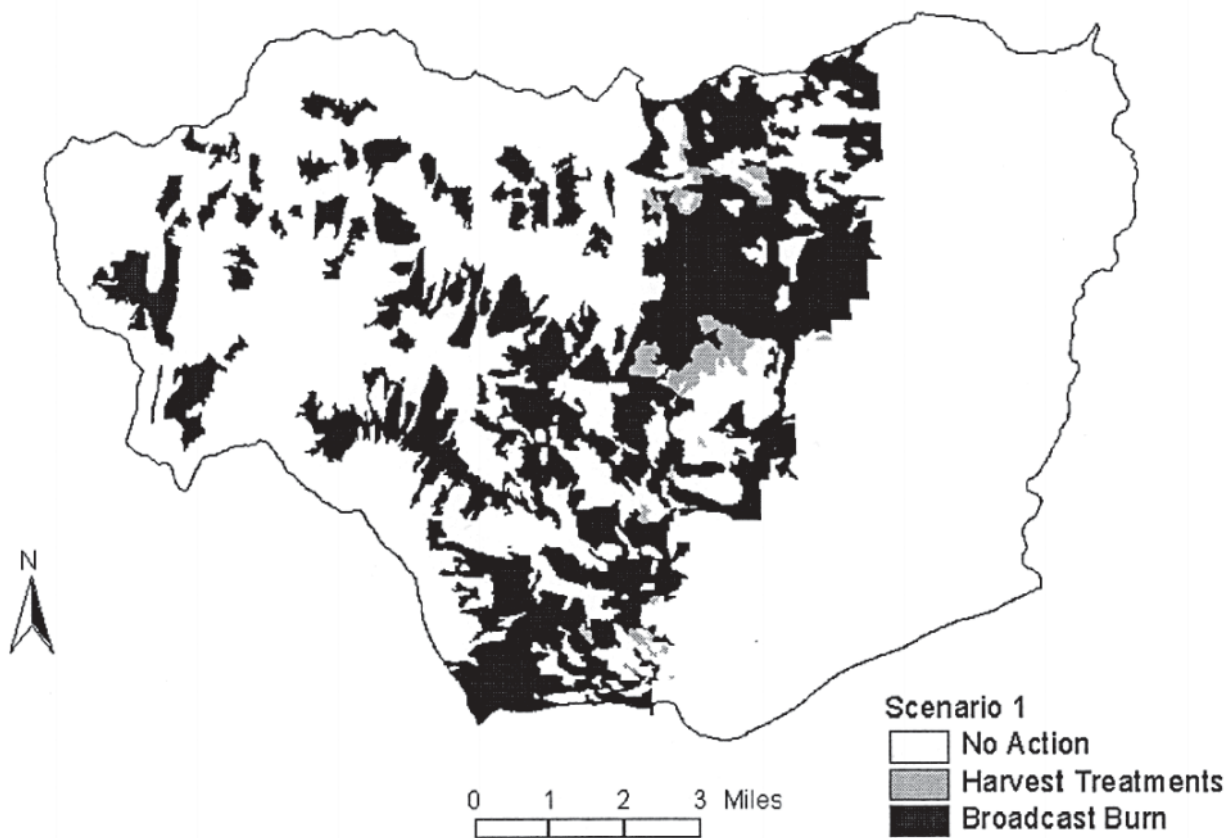 N
0 1 2 3 Miles
Scenario 1
No Action
Harvest Treatments
Broadcast Burn